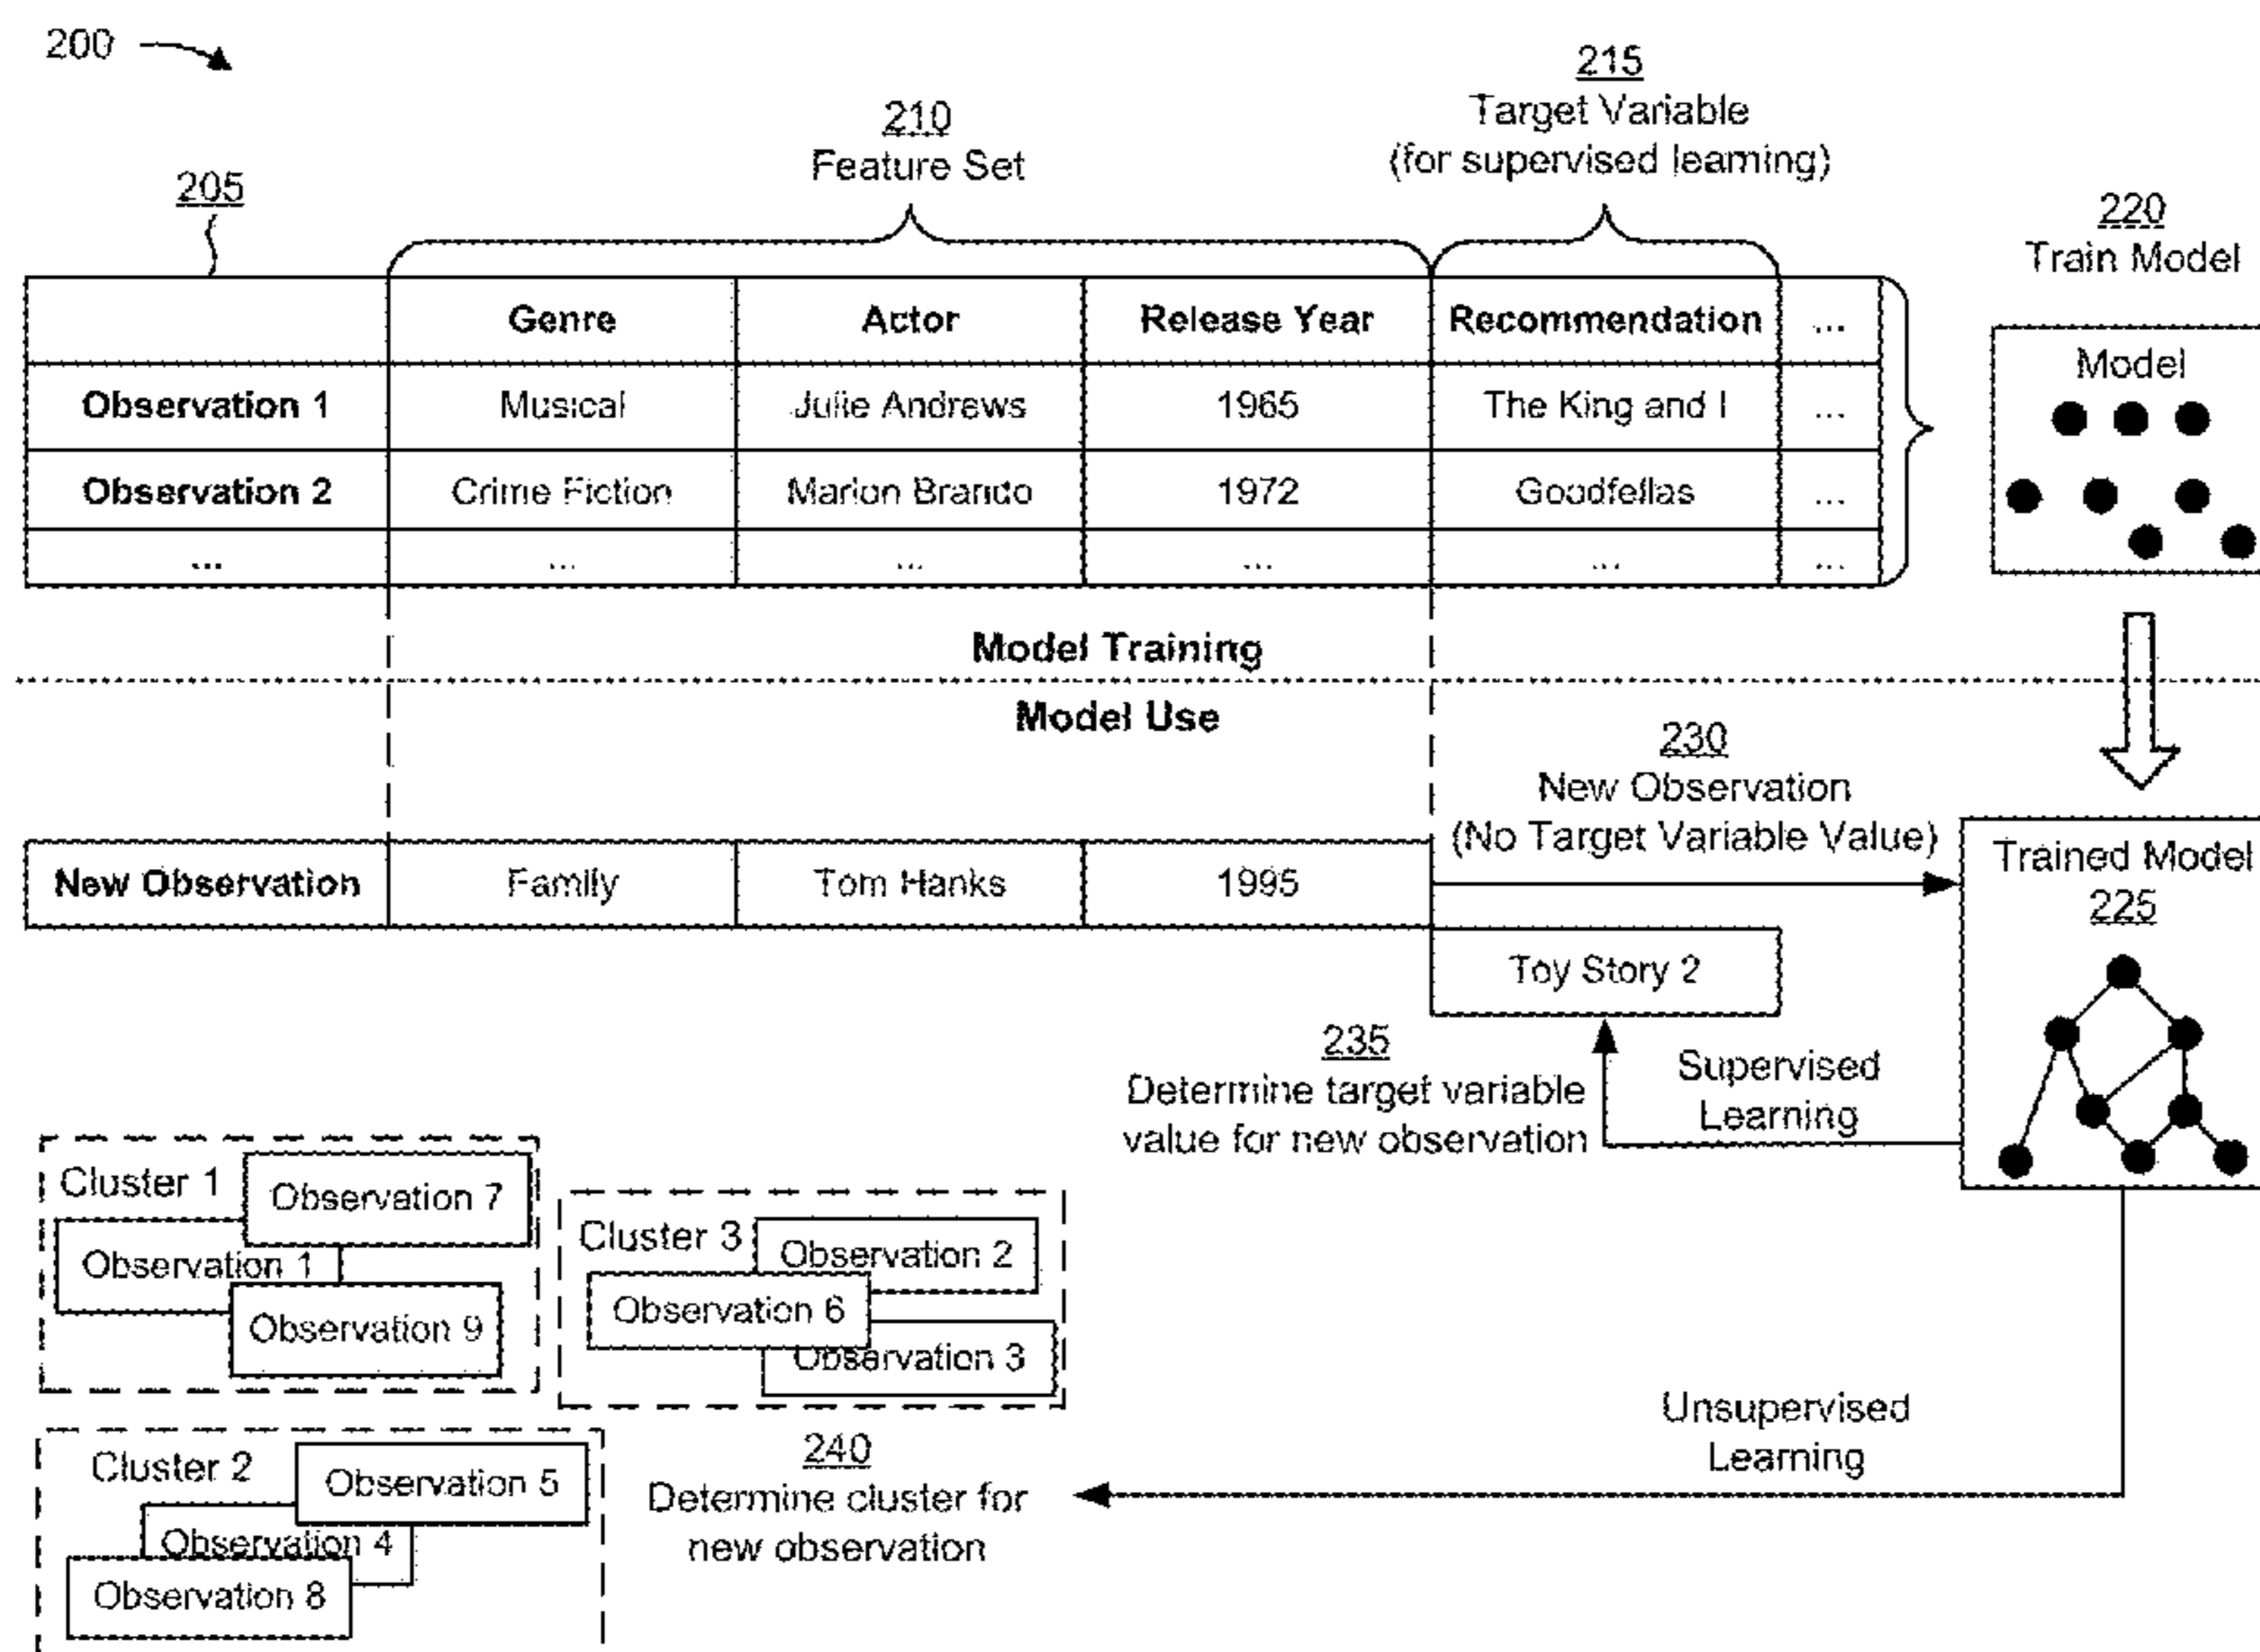 200
215
Target Variable
(for supervised learning)
210
Feature Set
205
220
Train Model
Genre Actor Release Year Recommendation ...
Observation 1 Musical Julie Andrews 1965 The King and I ...
Observation 2 Crime Fiction Marlon Brando 1972 Goodfellas ...
... ... ... ... ... ...
Model
Model Training
Model Use
230
New Observation
(No Target Variable Value)
New Observation Family Tom Hanks 1995
Trained Model
225
Toy Story 2
235
Determine target variable
value for new observation
Supervised
Learning
Cluster 1
Observation 7
Observation 1
Observation 9
Cluster 3
Observation 2
Observation 6
Observation 3
Cluster 2
Observation 5
Observation 4
Observation 8
240
Determine cluster for
new observation
Unsupervised
Learning